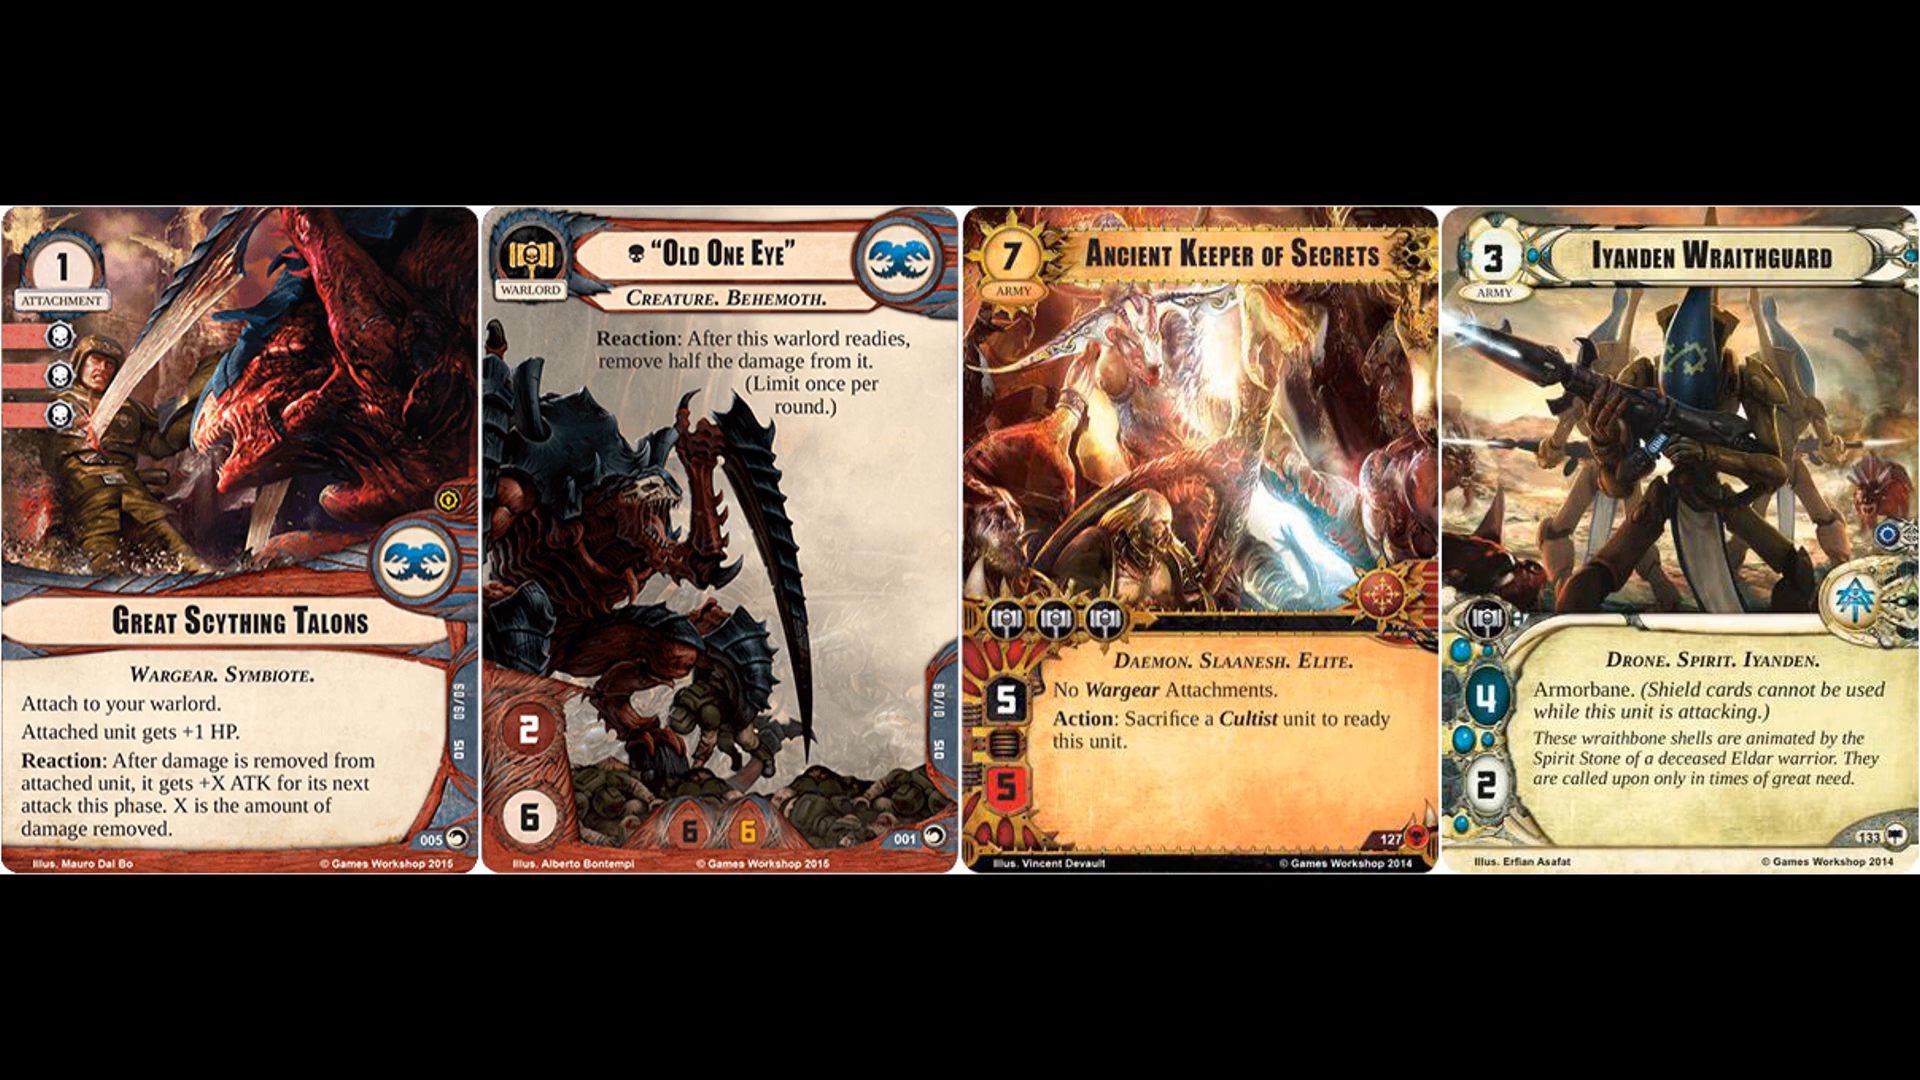 1
ATTACHMENT
GREAT SCYTHING TALONS
WARGEAR. SYMBIOTE.
Attach to your warlord.
Attached unit gets +1 HP.
Reaction: After damage is removed from
attached unit, it gets +X ATK for its next
attack this phase. X is the amount of
damage removed.
015 09/09
005
Illus. Mauro Dal Bo
© Games Workshop 2015
WARLORD
"OLD ONE EYE"
CREATURE. BEHEMOTH.
Reaction: After this warlord readies,
remove half the damage from it.
(Limit once per
round.)
2
6
6
6
015 01/09
001
Illus. Alberto Bontempi
© Games Workshop 2015
7
ARMY
ANCIENT KEEPER OF SECRETS
DAEMON. SLAANESH. ELITE.
5
No Wargear Attachments.
Action: Sacrifice a Cultist unit to ready
this unit.
5
127
Illus. Vincent Devault
© Games Workshop 2014
3
ARMY
IYANDEN WRAITHGUARD
DRONE. SPIRIT. IYANDEN.
4
Armorbane. (Shield cards cannot be used
while this unit is attacking.)
These wraithbone shells are animated by the
Spirit Stone of a deceased Eldar warrior. They
are called upon only in times of great need.
2
133
Illus. Erfian Asafat
© Games Workshop 2014